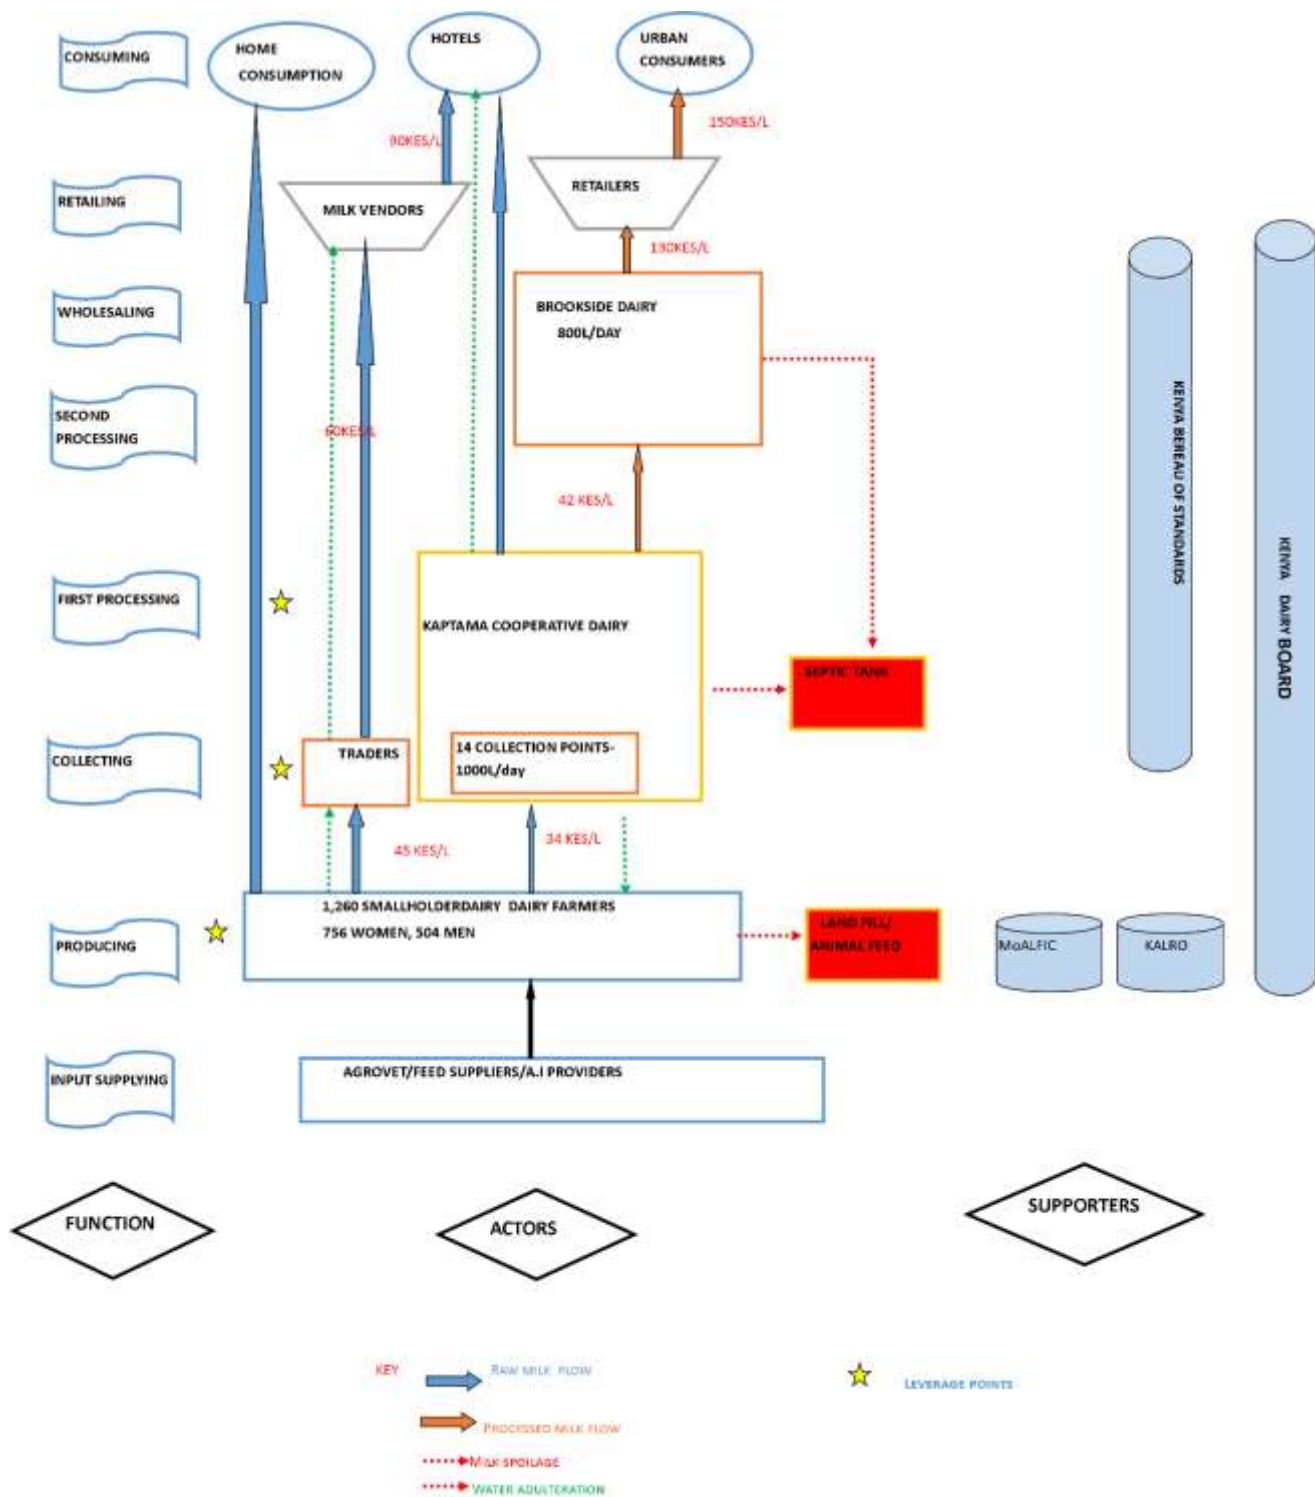 CONSUMING
HOME
CONSUMPTION
HOTELS
URBAN
CONSUMERS
90KES/L
150KES/L
RETAILING
MILK VENDORS
RETAILERS
130KES/L
WHOLESALING
BROOKSIDE DAIRY
800L/DAY
SECOND
PROCESSING
60KES/L
42 KES/L
KENYA BEREAU OF STANDARDS
KENYA DAIRY BOARD
FIRST PROCESSING
KAPTAMA COOPERATIVE DAIRY
SEPTIC TANK
COLLECTING
TRADERS
14 COLLECTION POINTS-
1000L/day
45 KES/L
34 KES/L
PRODUCING
1,260 SMALLHOLDERDAIRY DAIRY FARMERS
756 WOMEN, 504 MEN
LAND FILL/
ANIMAL FEED
MoALFIC
KALRO
INPUT SUPPLYING
AGROVET/FEED SUPPLIERS/A.I PROVIDERS
FUNCTION
ACTORS
SUPPORTERS
KEY
RAW MILK FLOW
LEVERAGE POINTS
PROCESSED MILK FLOW
MILK SPOILAGE
WATER ADULTERATION